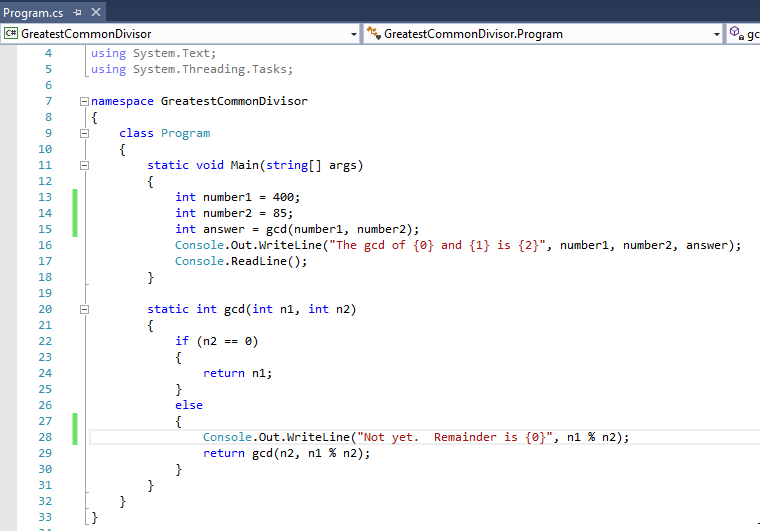 Program.cs
C# GreatestCommonDivisor GreatestCommonDivisor.Program gc
4 using System.Text;
5 using System.Threading.Tasks;
6
7 namespace GreatestCommonDivisor
8 {
9 class Program
10 {
11 static void Main(string[] args)
12 {
13 int number1 = 400;
14 int number2 = 85;
15 int answer = gcd(number1, number2);
16 Console.Out.WriteLine("The gcd of {0} and {1} is {2}", number1, number2, answer);
17 Console.ReadLine();
18 }
19
20 static int gcd(int n1, int n2)
21 {
22 if (n2 == 0)
23 {
24 return n1;
25 }
26 else
27 {
28 Console.Out.WriteLine("Not yet.  Remainder is {0}", n1 % n2);
29 return gcd(n2, n1 % n2);
30 }
31 }
32 }
33 }